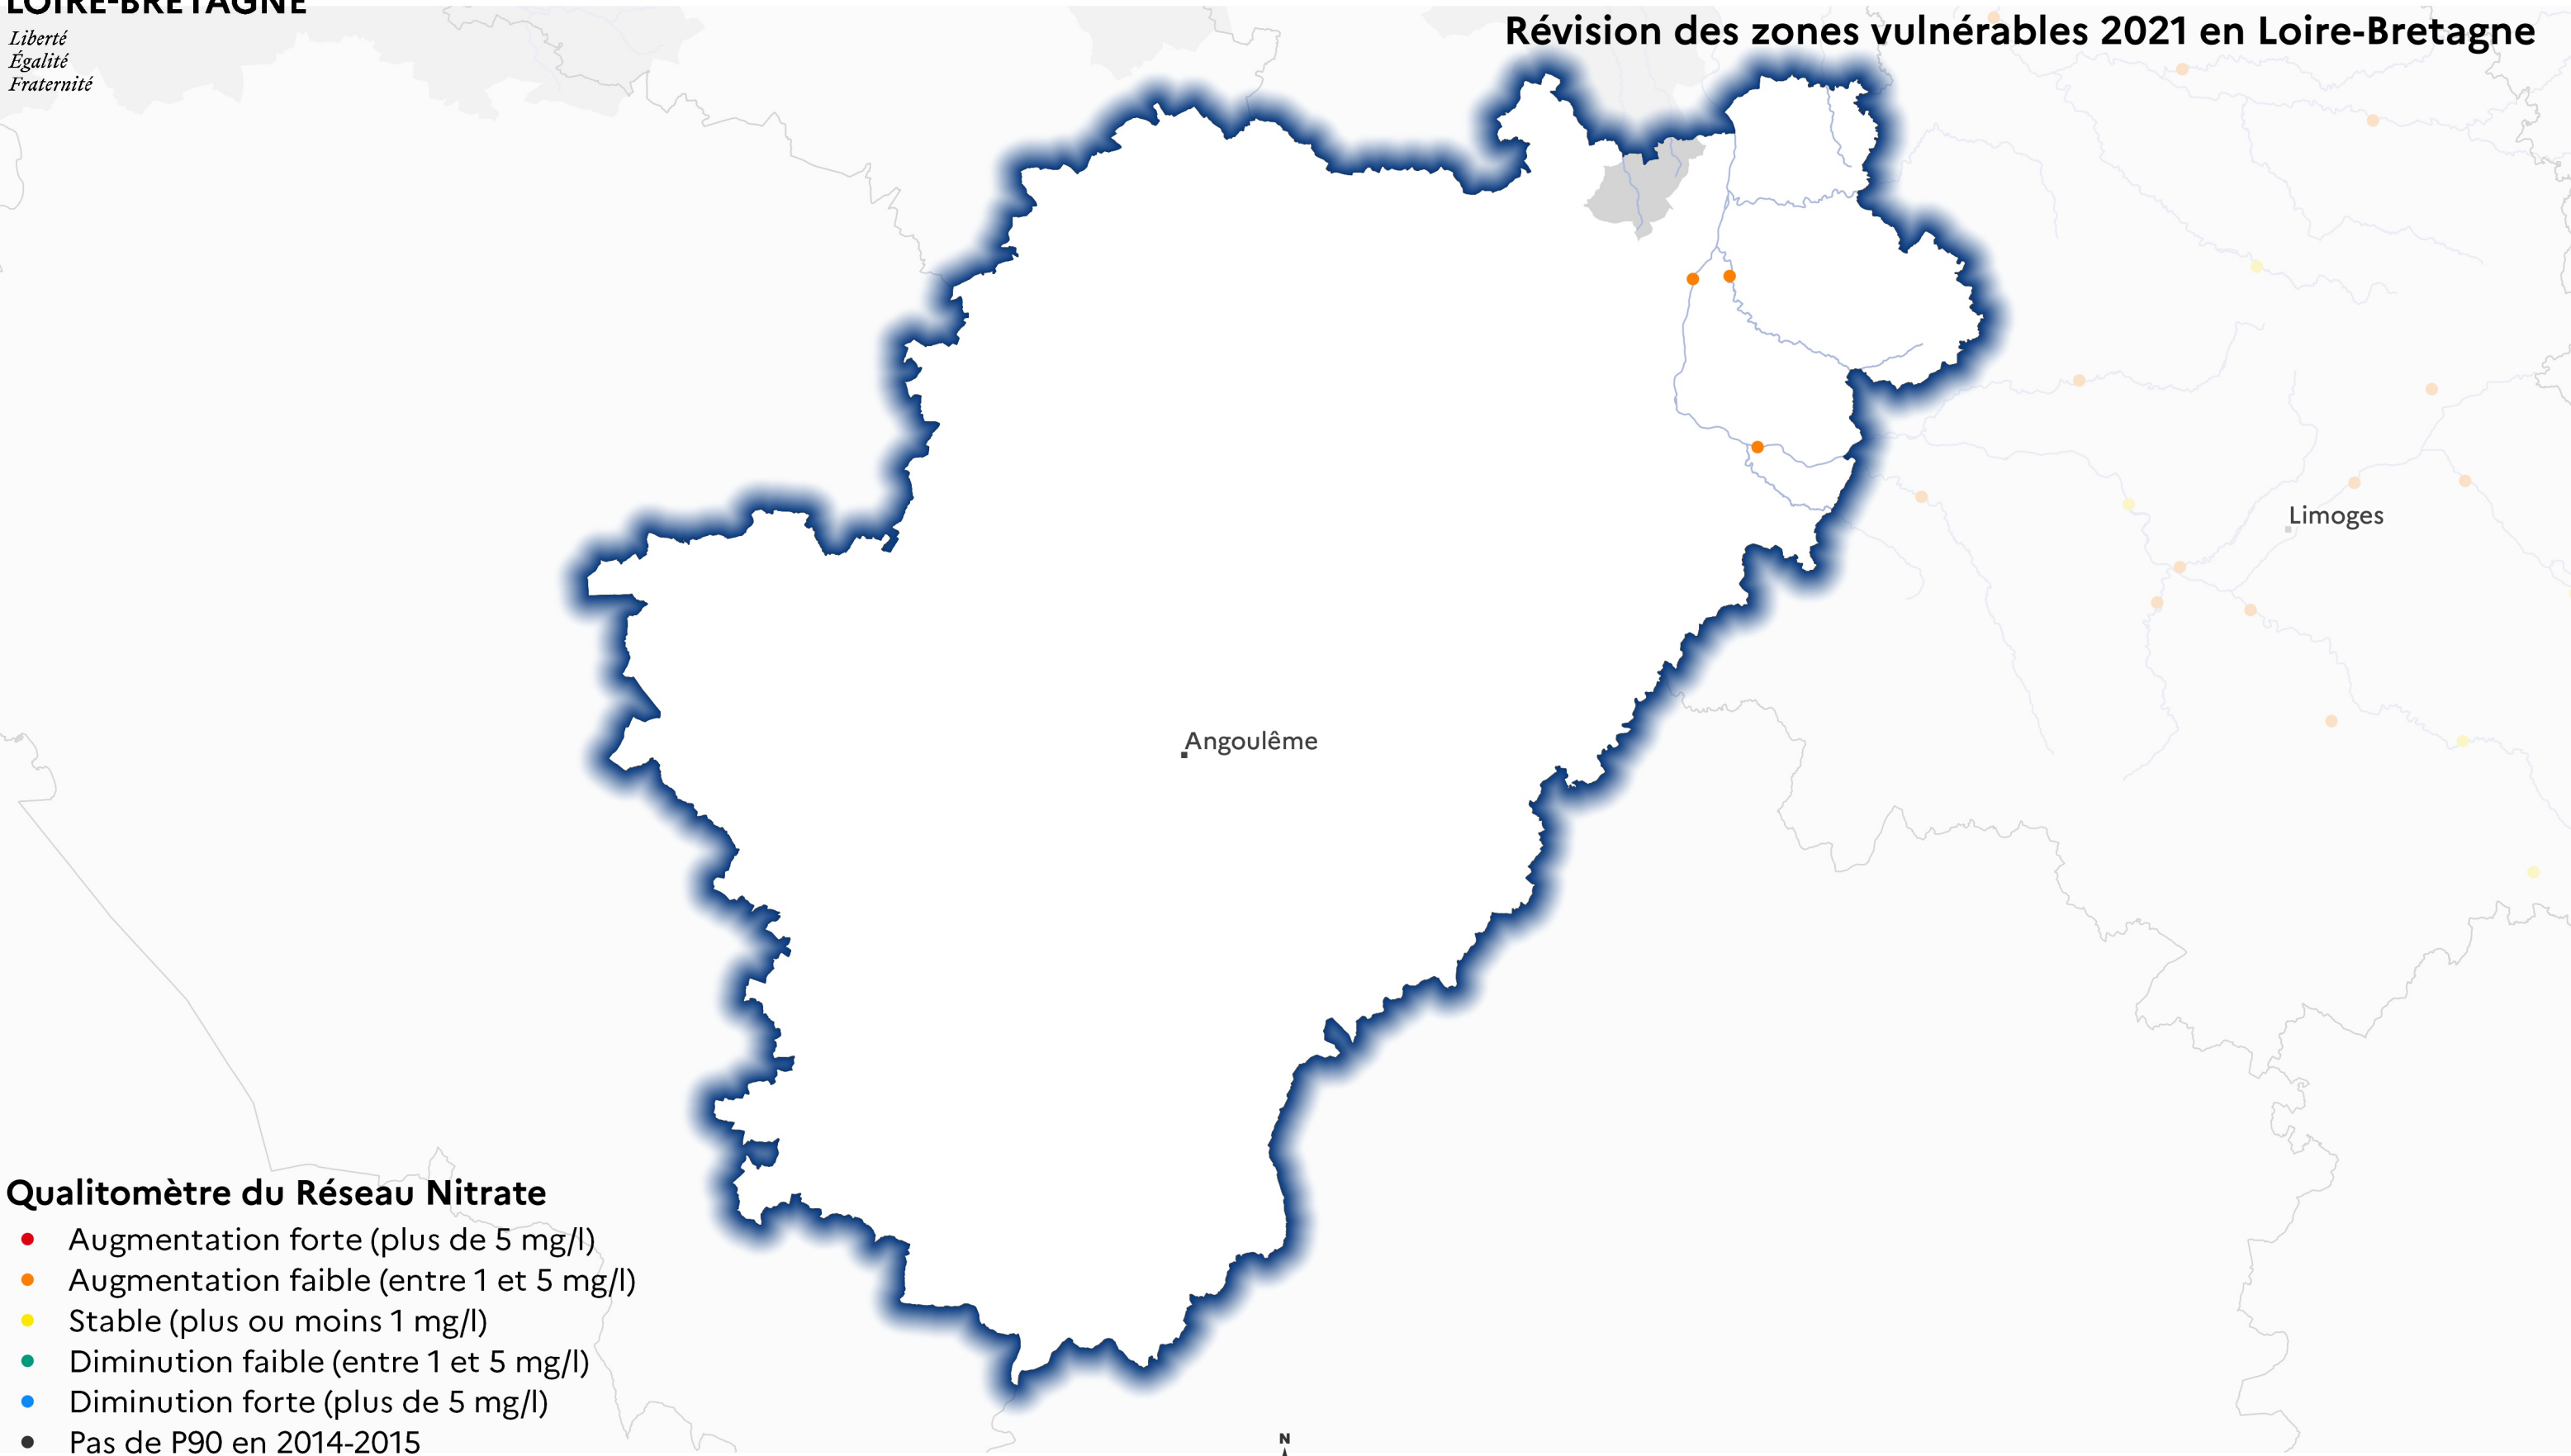 LOIRE-BRETAGNE
Liberté
Égalité
Fraternité
Révision des zones vulnérables 2021 en Loire-Bretagne
Limoges
Angoulême
Qualitomètre du Réseau Nitrate
Augmentation forte (plus de 5 mg/l)
Augmentation faible (entre 1 et 5 mg/l)
Stable (plus ou moins 1 mg/l)
Diminution faible (entre 1 et 5 mg/l)
Diminution forte (plus de 5 mg/l)
Pas de P90 en 2014-2015
N